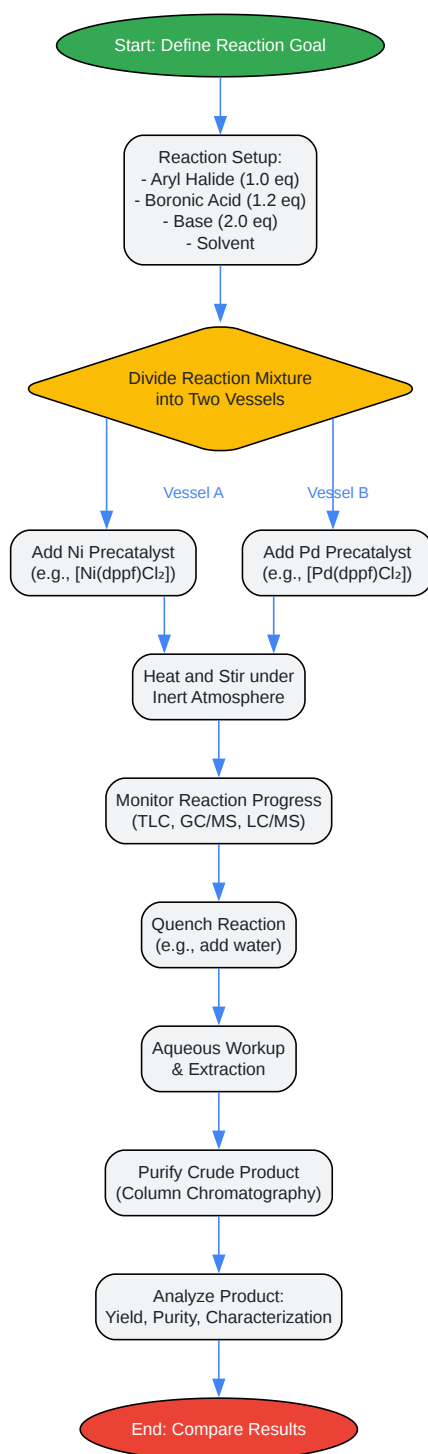 Start: Define Reaction Goal
Reaction Setup:
- Aryl Halide (1.0 eq)
- Boronic Acid (1.2 eq)
- Base (2.0 eq)
- Solvent
Divide Reaction Mixture
into Two Vessels
Vessel A
Vessel B
Add Ni Precatalyst
(e.g., [Ni(dppf)Cl₂])
Add Pd Precatalyst
(e.g., [Pd(dppf)Cl₂])
Heat and Stir under
Inert Atmosphere
Monitor Reaction Progress
(TLC, GC/MS, LC/MS)
Quench Reaction
(e.g., add water)
Aqueous Workup
& Extraction
Purify Crude Product
(Column Chromatography)
Analyze Product:
Yield, Purity, Characterization
End: Compare Results